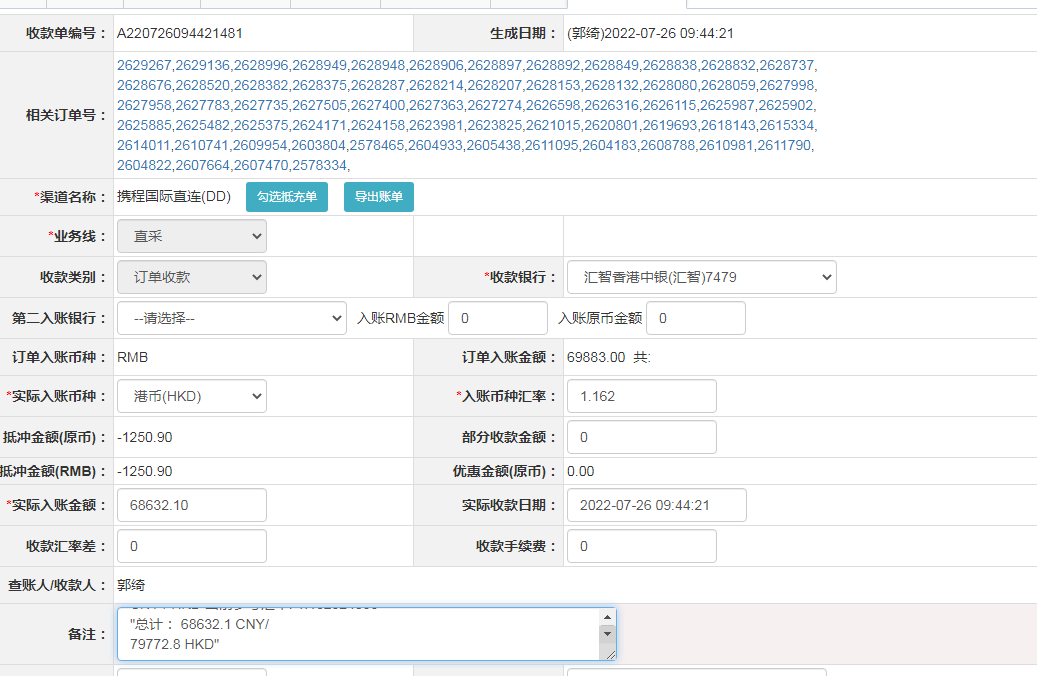 收款单编号： A220726094421481 生成日期： (郭绮)2022-07-26 09:44:21
2629267,2629136,2628996,2628949,2628948,2628906,2628897,2628892,2628849,2628838,2628832,2628737,
2628676,2628520,2628382,2628375,2628287,2628214,2628207,2628153,2628132,2628080,2628059,2627998,
相关订单号： 2627958,2627783,2627735,2627505,2627400,2627363,2627274,2626598,2626316,2626115,2625987,2625902,
2625885,2625482,2625375,2624171,2624158,2623981,2623825,2621015,2620801,2619693,2618143,2615334,
2614011,2610741,2609954,2603804,2578465,2604933,2605438,2611095,2604183,2608788,2610981,2611790,
2604822,2607664,2607470,2578334,
*渠道名称： 携程国际直连(DD) 勾选抵充单 导出账单
*业务线： 直采
收款类别： 订单收款 *收款银行： 汇智香港中银(汇智)7479
第二入账银行： --请选择-- 入账RMB金额 0 入账原币金额 0
订单入账币种： RMB 订单入账金额： 69883.00 共:
*实际入账币种： 港币(HKD) *入账币种汇率： 1.162
抵冲金额(原币)： -1250.90 部分收款金额： 0
抵冲金额(RMB)： -1250.90 优惠金额(原币)： 0.00
*实际入账金额： 68632.10 实际收款日期： 2022-07-26 09:44:21
收款汇率差： 0 收款手续费： 0
查账人/收款人： 郭绮
备注： "总计： 68632.1 CNY/
79772.8 HKD"